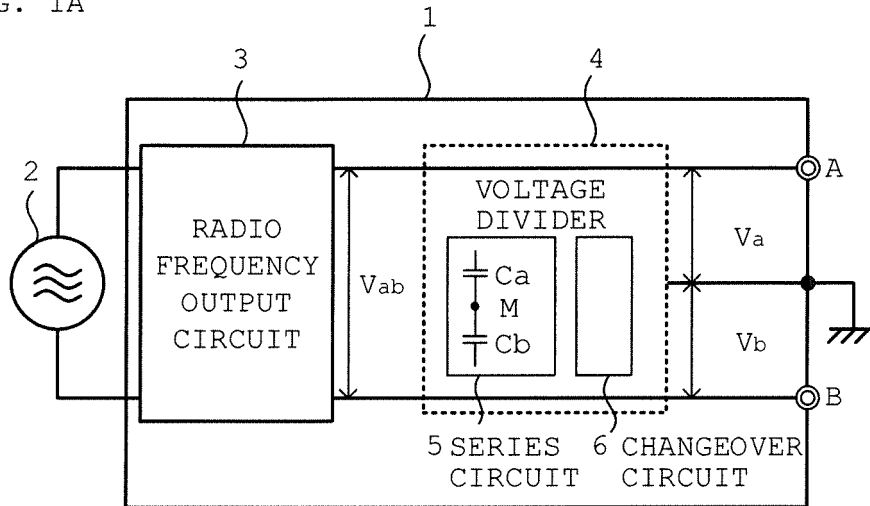 G. 1A
1
3
4
2
A
VOLTAGE
DIVIDER
RADIO
FREQUENCY
OUTPUT
CIRCUIT
Vab
Ca
M
Cb
Va
Vb
B
5 SERIES
CIRCUIT
6 CHANGEOVER
CIRCUIT